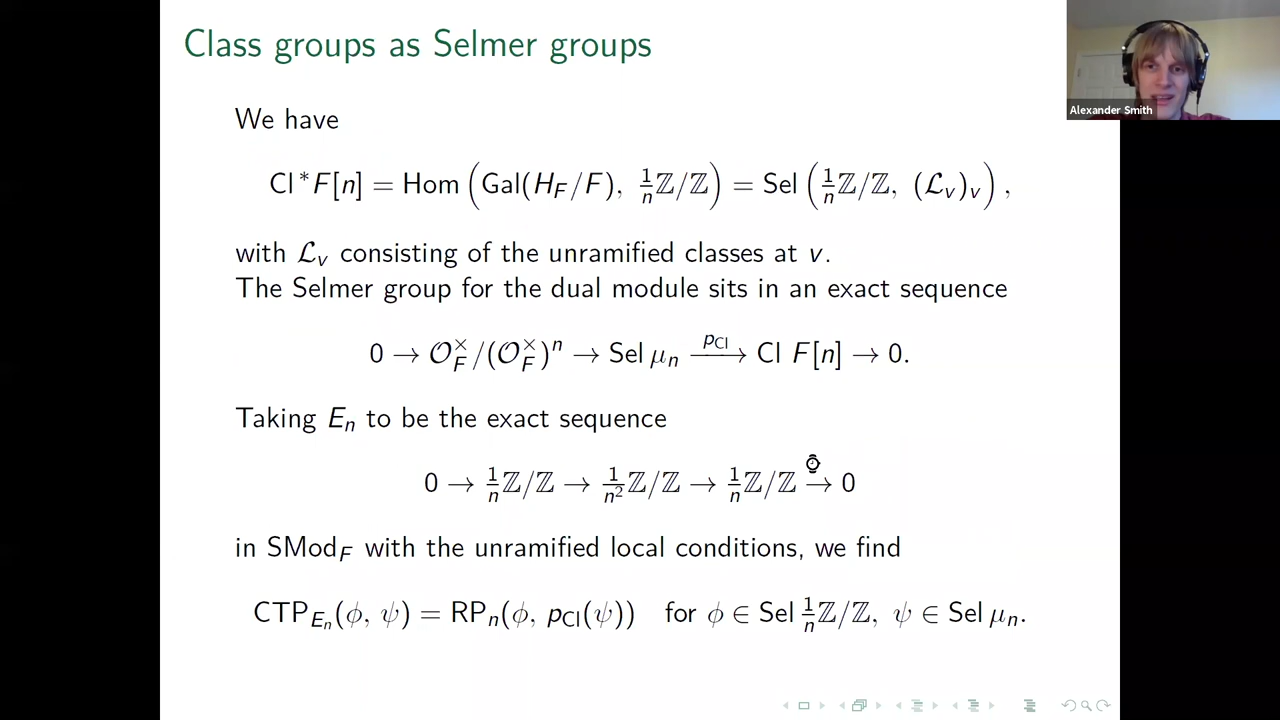 Class groups as Selmer groups
Alexander Smith
We have
Cl*F[n] = Hom (Gal(H_F/F), 1/n ℤ/ℤ) = Sel (1/n ℤ/ℤ, (ℒ_v)_v),
with ℒ_v consisting of the unramified classes at v.
The Selmer group for the dual module sits in an exact sequence
0 → 𝒪_F^×/(𝒪_F^×)^n → Sel μ_n →^{p_Cl} Cl F[n] → 0.
Taking E_n to be the exact sequence
0 → 1/n ℤ/ℤ → 1/n² ℤ/ℤ → 1/n ℤ/ℤ → 0
in SMod_F with the unramified local conditions, we find
CTP_{E_n}(ϕ, ψ) = RP_n(ϕ, p_Cl(ψ)) for ϕ ∈ Sel 1/n ℤ/ℤ, ψ ∈ Sel μ_n.